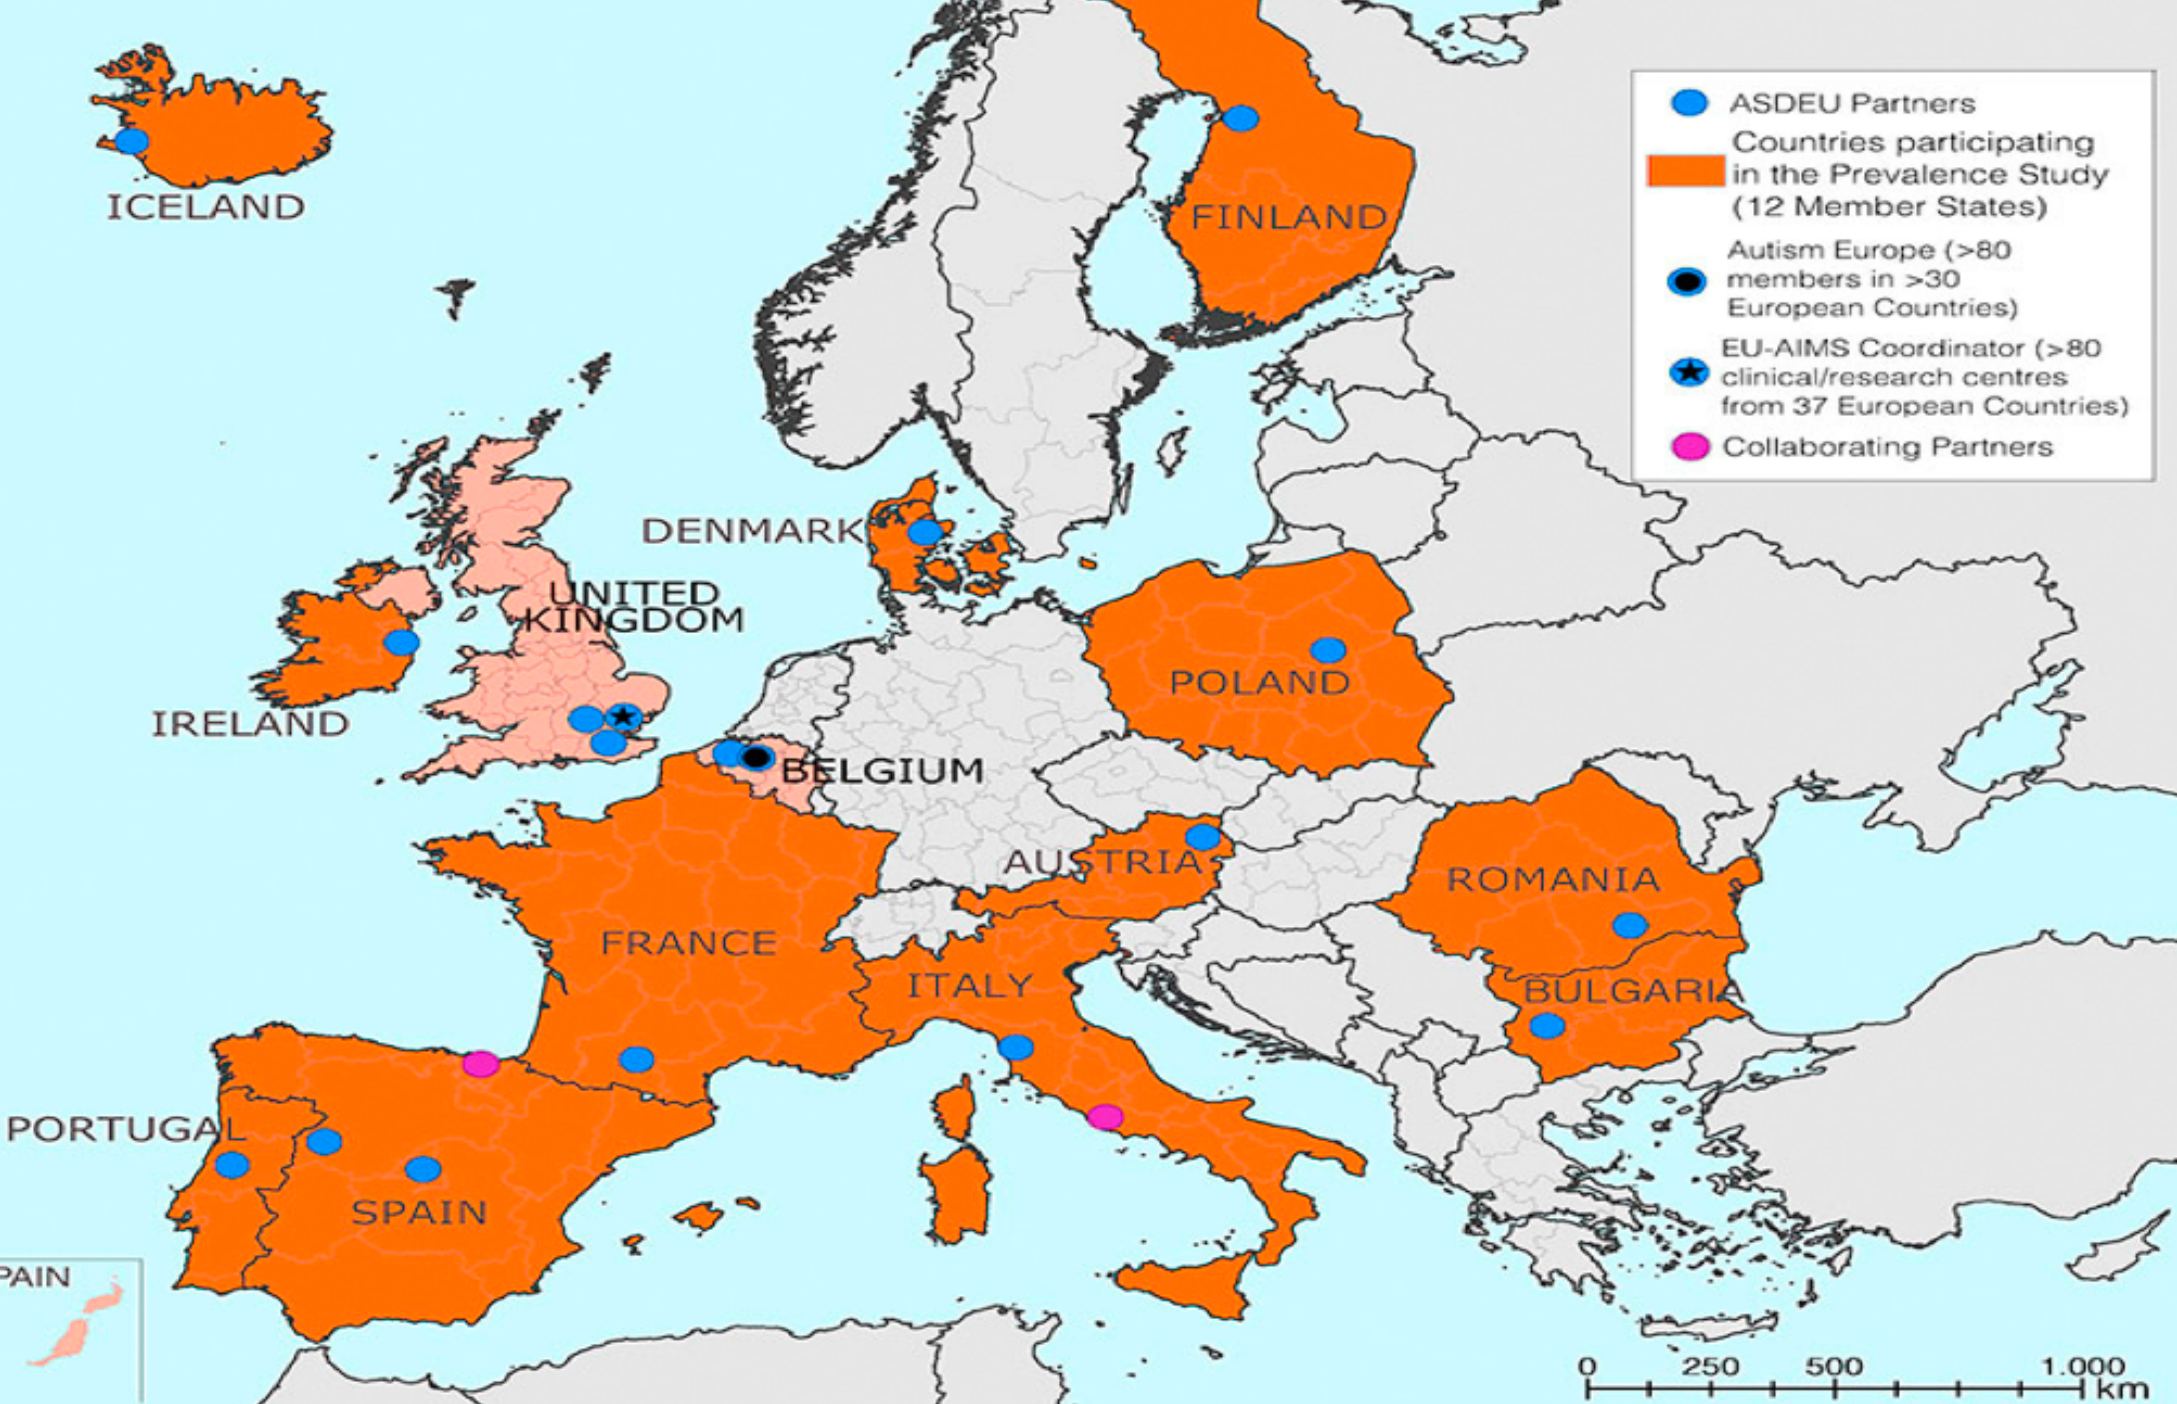 ICELAND
FINLAND
DENMARK
UNITED
KINGDOM
IRELAND
POLAND
BELGIUM
AUSTRIA
ROMANIA
FRANCE
ITALY
BULGARIA
PORTUGAL
SPAIN
PAIN
ASDEU Partners
Countries participating
in the Prevalence Study
(12 Member States)
Autism Europe (>80
members in >30
European Countries)
EU-AIMS Coordinator (>80
clinical/research centres
from 37 European Countries)
Collaborating Partners
0 250 500 1.000
km